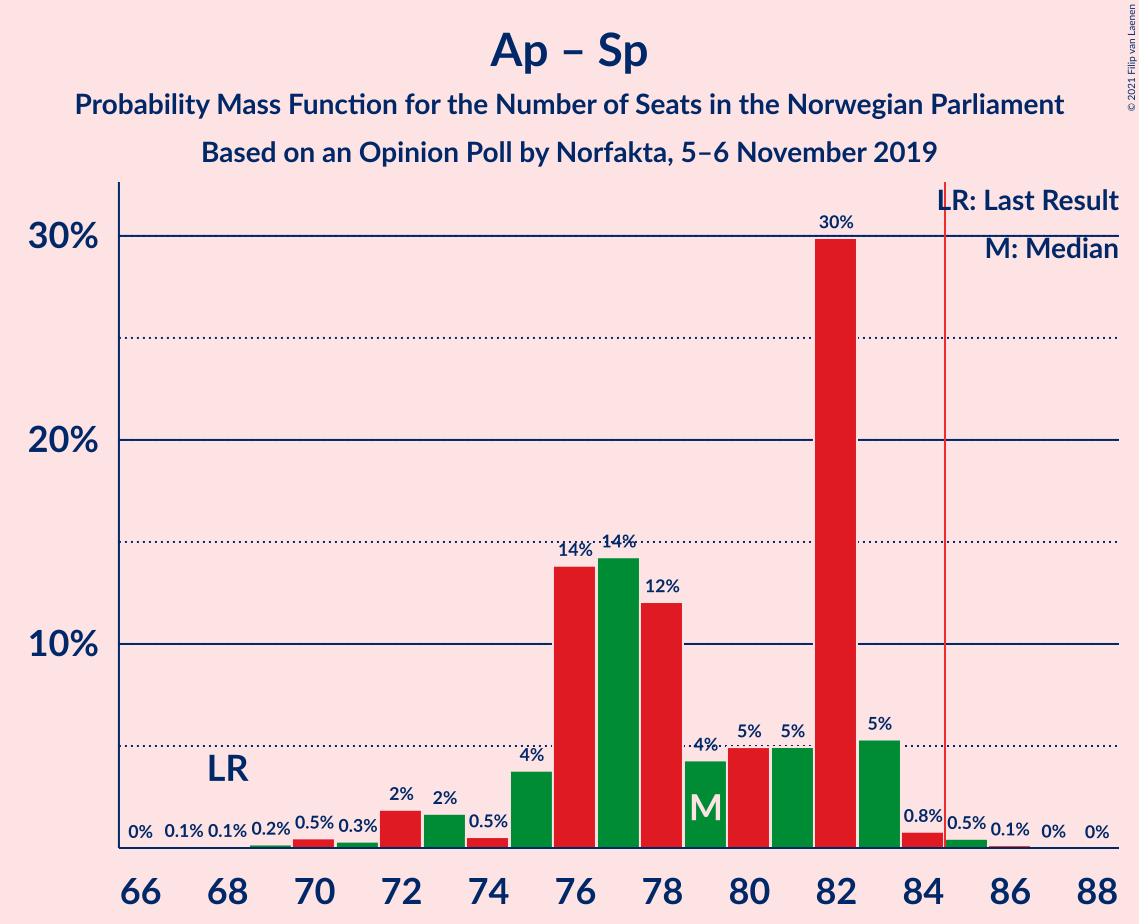 Ap – Sp
Probability Mass Function for the Number of Seats in the Norwegian Parliament
Based on an Opinion Poll by Norfakta, 5–6 November 2019
© 2021 Filip van Laenen
LR: Last Result
M: Median
30%
20%
10%
0%
0.1%
0.1%
0.2%
0.5%
0.3%
2%
2%
0.5%
4%
14%
14%
12%
4%
5%
5%
30%
5%
0.8%
0.5%
0.1%
0%
0%
LR
M
66 68 70 72 74 76 78 80 82 84 86 88